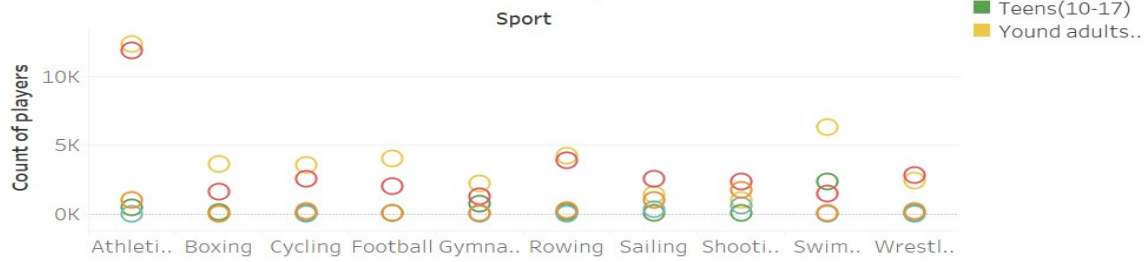 Sport
Teens(10-17)
Yound adults..
Count of players
10K
5K
0K
Athleti.. Boxing Cycling Football Gymna.. Rowing Sailing Shooti.. Swim.. Wrestl..